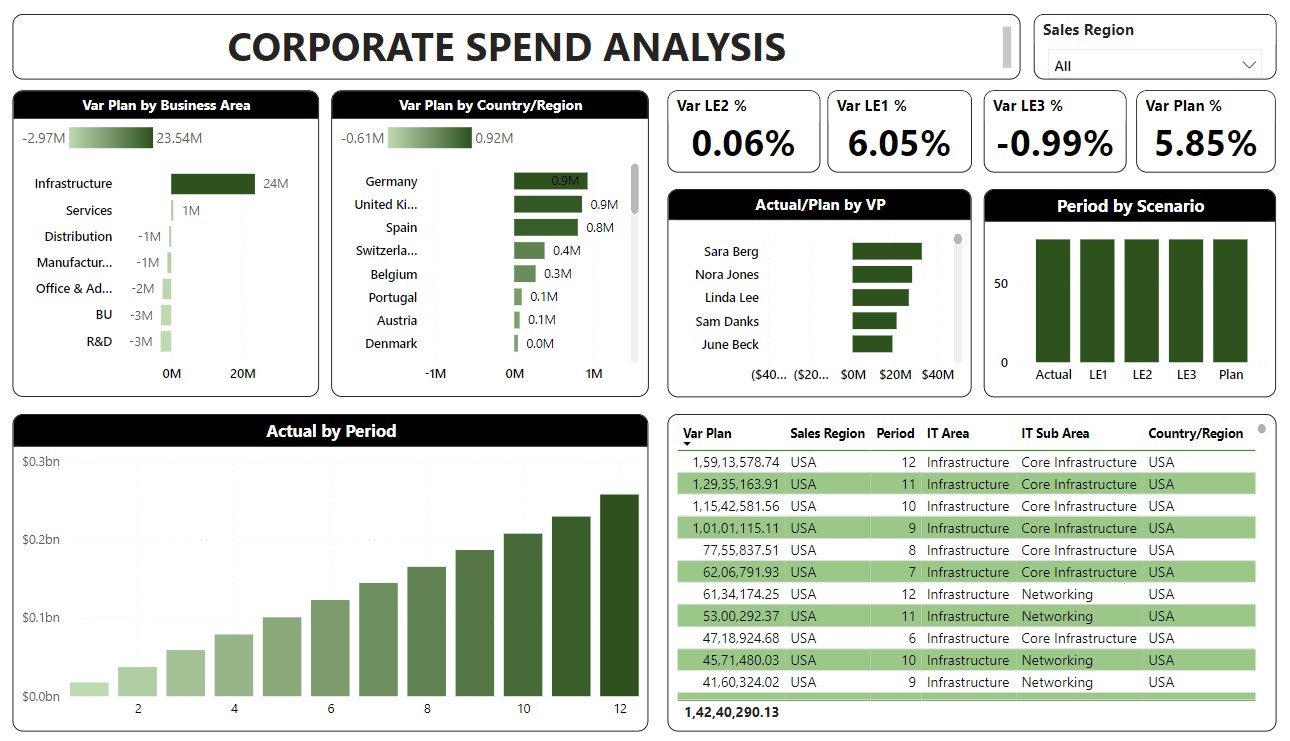 CORPORATE SPEND ANALYSIS
Sales Region
All
Var Plan by Business Area
-2.97M 23.54M
Infrastructure 24M
Services 1M
Distribution -1M
Manufactur... -1M
Office & Ad... -2M
BU -3M
R&D -3M
0M 20M
Var Plan by Country/Region
-0.61M 0.92M
Germany 0.9M
United Ki... 0.9M
Spain 0.8M
Switzerla... 0.4M
Belgium 0.3M
Portugal 0.1M
Austria 0.1M
Denmark 0.0M
-1M 0M 1M
Var LE2 %
0.06%
Var LE1 %
6.05%
Var LE3 %
-0.99%
Var Plan %
5.85%
Actual/Plan by VP
Sara Berg
Nora Jones
Linda Lee
Sam Danks
June Beck
($40... ($20... $0M $20M $40M
Period by Scenario
50
0
Actual LE1 LE2 LE3 Plan
Actual by Period
$0.3bn
$0.2bn
$0.1bn
$0.0bn
2 4 6 8 10 12
Var Plan Sales Region Period IT Area IT Sub Area Country/Region
1,59,13,578.74 USA 12 Infrastructure Core Infrastructure USA
1,29,35,163.91 USA 11 Infrastructure Core Infrastructure USA
1,15,42,581.56 USA 10 Infrastructure Core Infrastructure USA
1,01,01,115.11 USA 9 Infrastructure Core Infrastructure USA
77,55,837.51 USA 8 Infrastructure Core Infrastructure USA
62,06,791.93 USA 7 Infrastructure Core Infrastructure USA
61,34,174.25 USA 12 Infrastructure Networking USA
53,00,292.37 USA 11 Infrastructure Networking USA
47,18,924.68 USA 6 Infrastructure Core Infrastructure USA
45,71,480.03 USA 10 Infrastructure Networking USA
41,60,324.02 USA 9 Infrastructure Networking USA
1,42,40,290.13